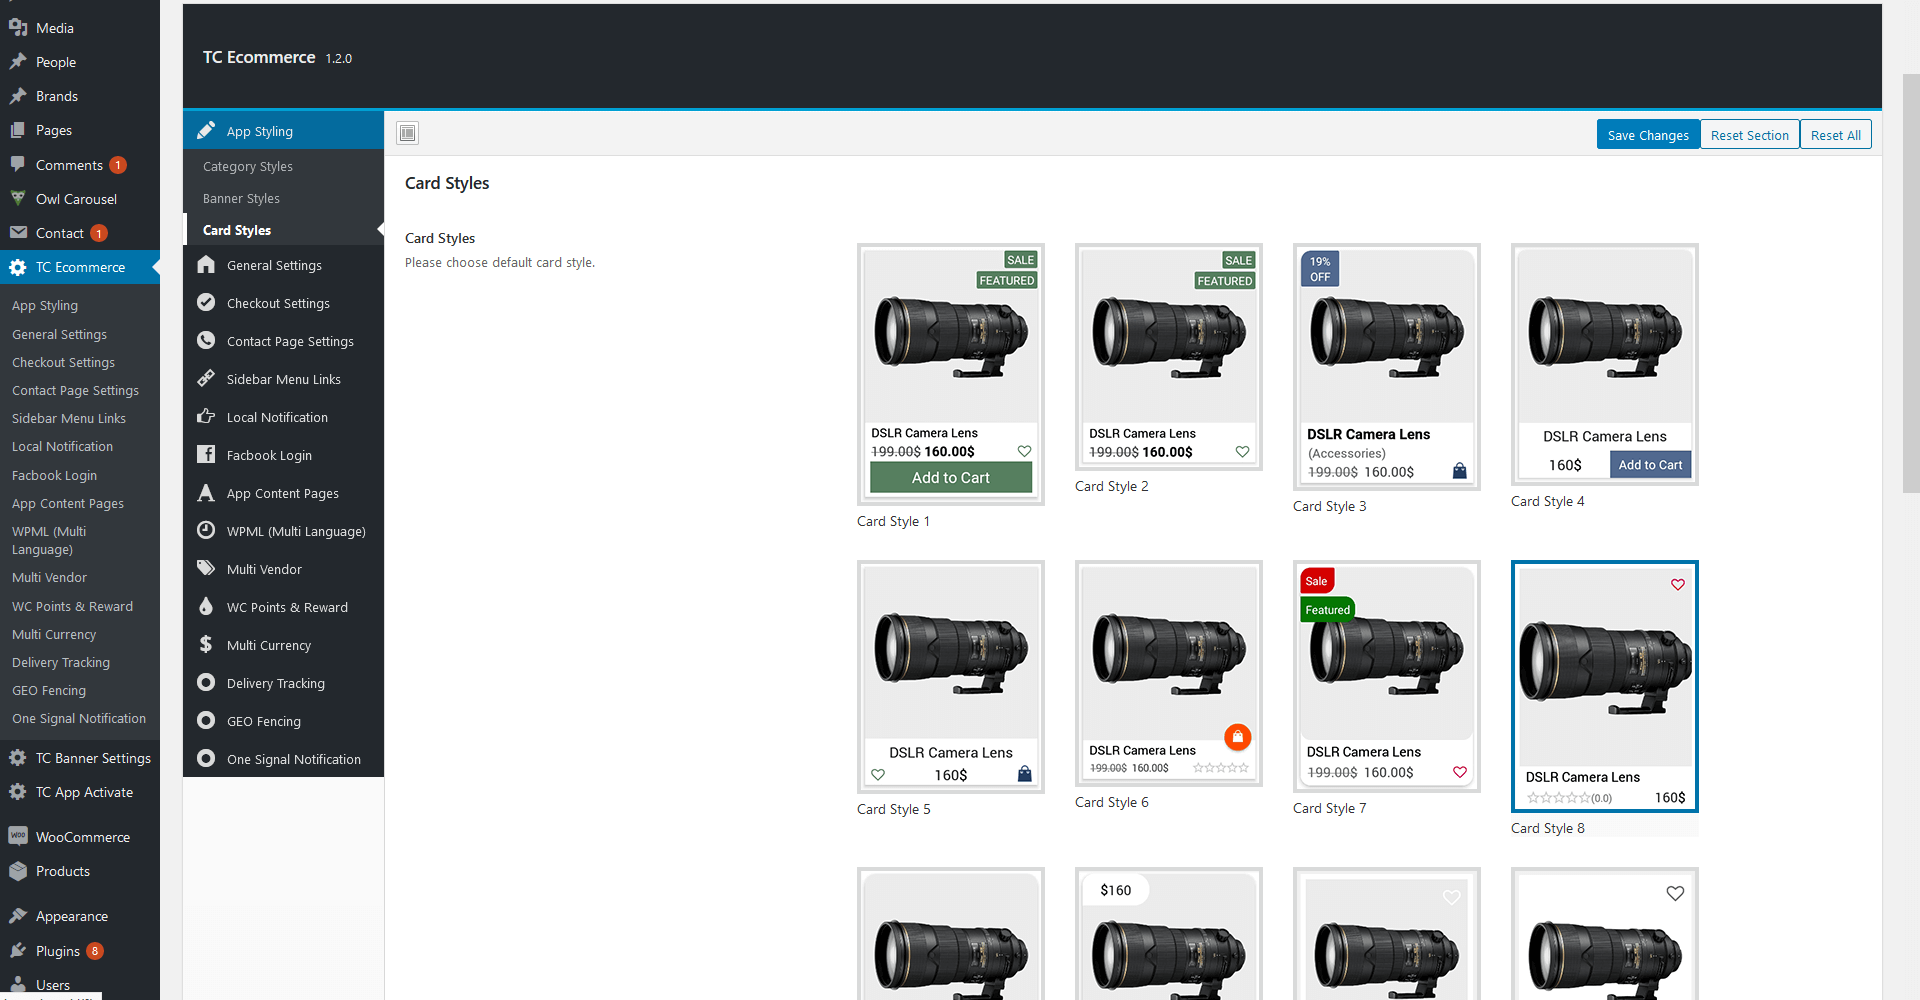 Media
People
Brands
Pages
Comments 1
Owl Carousel
Contact 1
TC Ecommerce
App Styling
General Settings
Checkout Settings
Contact Page Settings
Sidebar Menu Links
Local Notification
Facbook Login
App Content Pages
WPML (Multi
Language)
Multi Vendor
WC Points & Reward
Multi Currency
Delivery Tracking
GEO Fencing
One Signal Notification
TC Banner Settings
TC App Activate
WooCommerce
Products
Appearance
Plugins 8
Users
TC Ecommerce 1.2.0
App Styling
Category Styles
Banner Styles
Card Styles
General Settings
Checkout Settings
Contact Page Settings
Sidebar Menu Links
Local Notification
Facbook Login
App Content Pages
WPML (Multi Language)
Multi Vendor
WC Points & Reward
Multi Currency
Delivery Tracking
GEO Fencing
One Signal Notification
Save Changes Reset Section Reset All
Card Styles
Card Styles
Please choose default card style.
SALE
FEATURED
DSLR Camera Lens
199.00$ 160.00$
Add to Cart
Card Style 1
SALE
FEATURED
DSLR Camera Lens
199.00$ 160.00$
Card Style 2
19%
OFF
DSLR Camera Lens
(Accessories)
199.00$ 160.00$
Card Style 3
DSLR Camera Lens
160$ Add to Cart
Card Style 4
DSLR Camera Lens
160$
Card Style 5
DSLR Camera Lens
199.00$ 160.00$
Card Style 6
Sale
Featured
DSLR Camera Lens
199.00$ 160.00$
Card Style 7
DSLR Camera Lens
(0.0) 160$
Card Style 8
$160